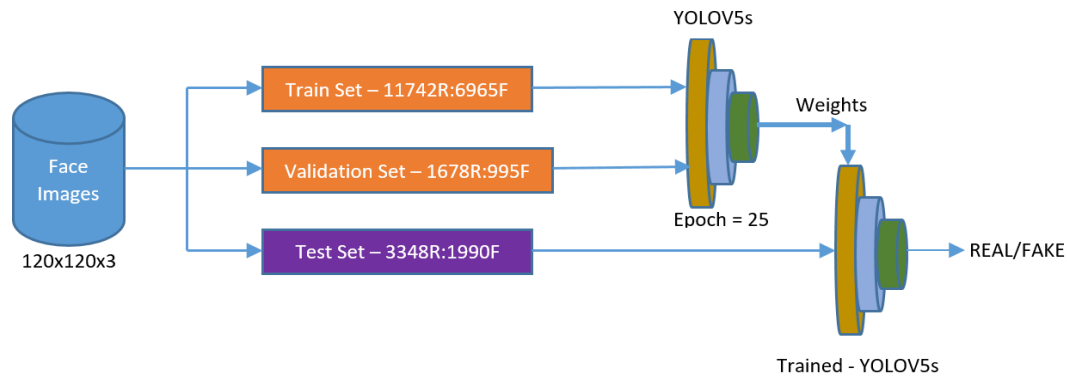 YOLOV5s
Train Set – 11742R:6965F
Weights
Face
Images
Validation Set – 1678R:995F
Epoch = 25
Test Set – 3348R:1990F
REAL/FAKE
120x120x3
Trained - YOLOV5s